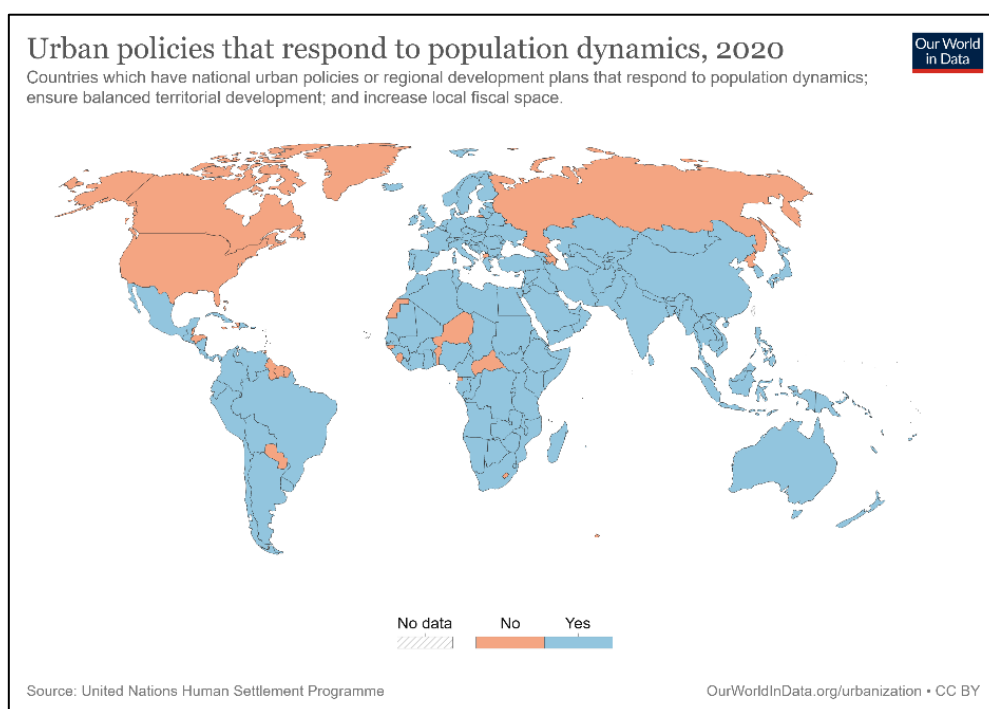 Urban policies that respond to population dynamics, 2020
Our World
in Data
Countries which have national urban policies or regional development plans that respond to population dynamics;
ensure balanced territorial development; and increase local fiscal space.
No data
No
Yes
Source: United Nations Human Settlement Programme
OurWorldInData.org/urbanization • CC BY